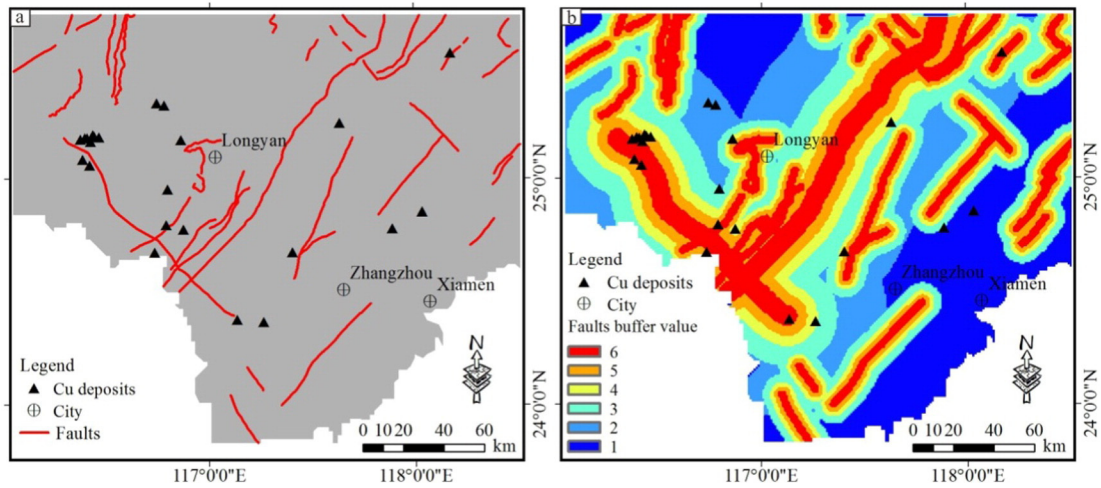 a
Longyan
Zhangzhou
Xiamen
N
Legend
Cu deposits
City
Faults
0 10 20 40 60
km
117°0'0"E
118°0'0"E
25°0'0"N
24°0'0"N
b
Longyan
Zhangzhou
Xiamen
N
Legend
Cu deposits
City
Faults buffer value
6
5
4
3
2
1
0 10 20 40 60
km
117°0'0"E
118°0'0"E
25°0'0"N
24°0'0"N